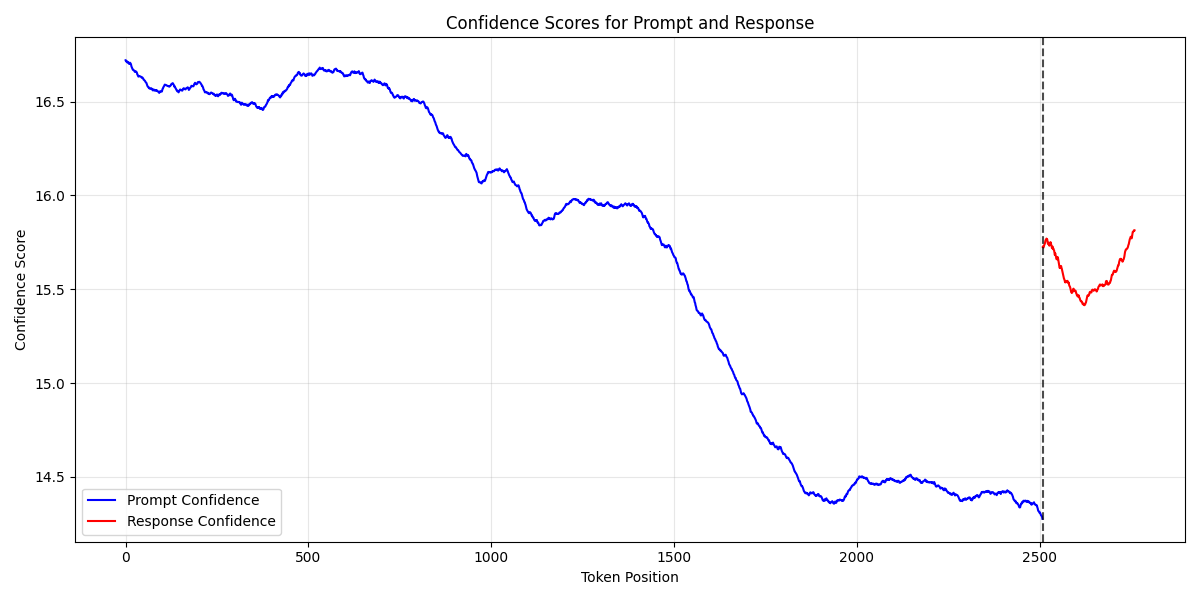 Confidence Scores for Prompt and Response
Confidence Score
16.5
16.0
15.5
15.0
14.5
Prompt Confidence
Response Confidence
0 500 1000 1500 2000 2500
Token Position